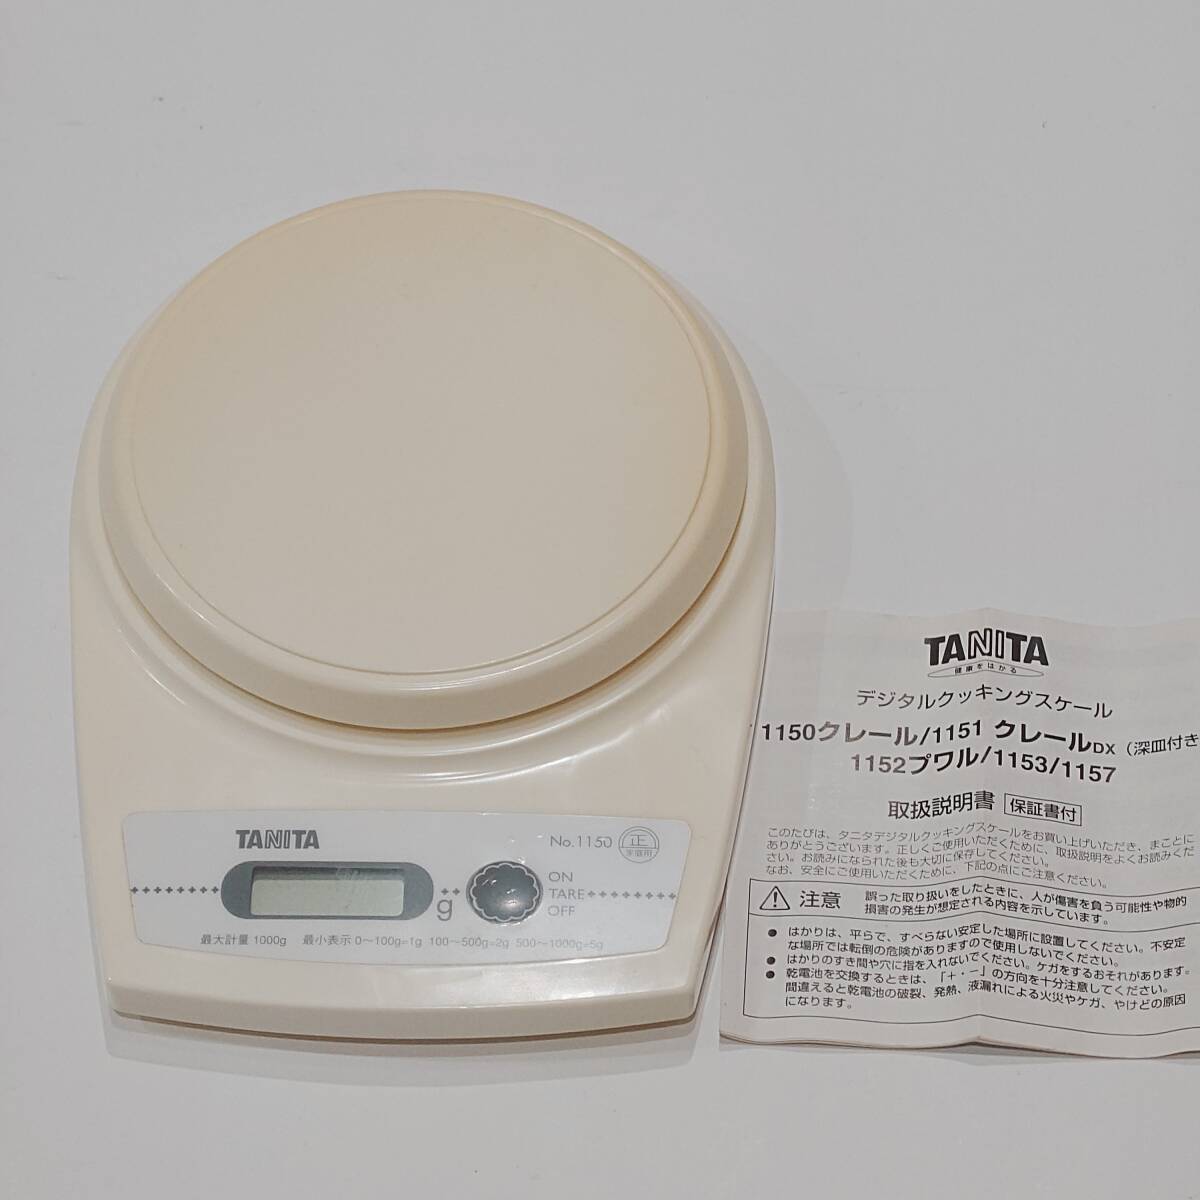 TANITA
No.1150
正
家庭用
g
ON
TARE
OFF
最大計量 1000g 最小表示 0～100g=1g 100～500g=2g 500～1000g=5g
TANITA
健康をはかる
デジタルクッキングスケール
1150クレール/1151 クレールDX (深皿付き
1152プワル/1153/1157
取扱説明書 保証書付
このたびは、タニタデジタルクッキングスケールをお買い上げいただき、まことに
ありがとうございます。正しくご使用いただくために、取扱説明をよくお読みくだ
さい。お読みになられた後も大切に保存してください。
なお、安全にご使用いただくために、下記の点にご注意ください。
注意 誤った取り扱いをしたときに、人が傷害を負う可能性や物的
損害の発生が想定される内容を示しています。
● はかりは、平らで、すべらない安定した場所に設置してください。不安定
な場所では転倒の危険がありますので使用しないでください。
● はかりのすき間や穴に指を入れないでください。ケガをするおそれがあります。
● 乾電池を交換するときは、「＋・－」の方向を十分注意してください。
間違えると乾電池の破裂、発熱、液漏れによる火災やケガ、やけどの原因
になります。